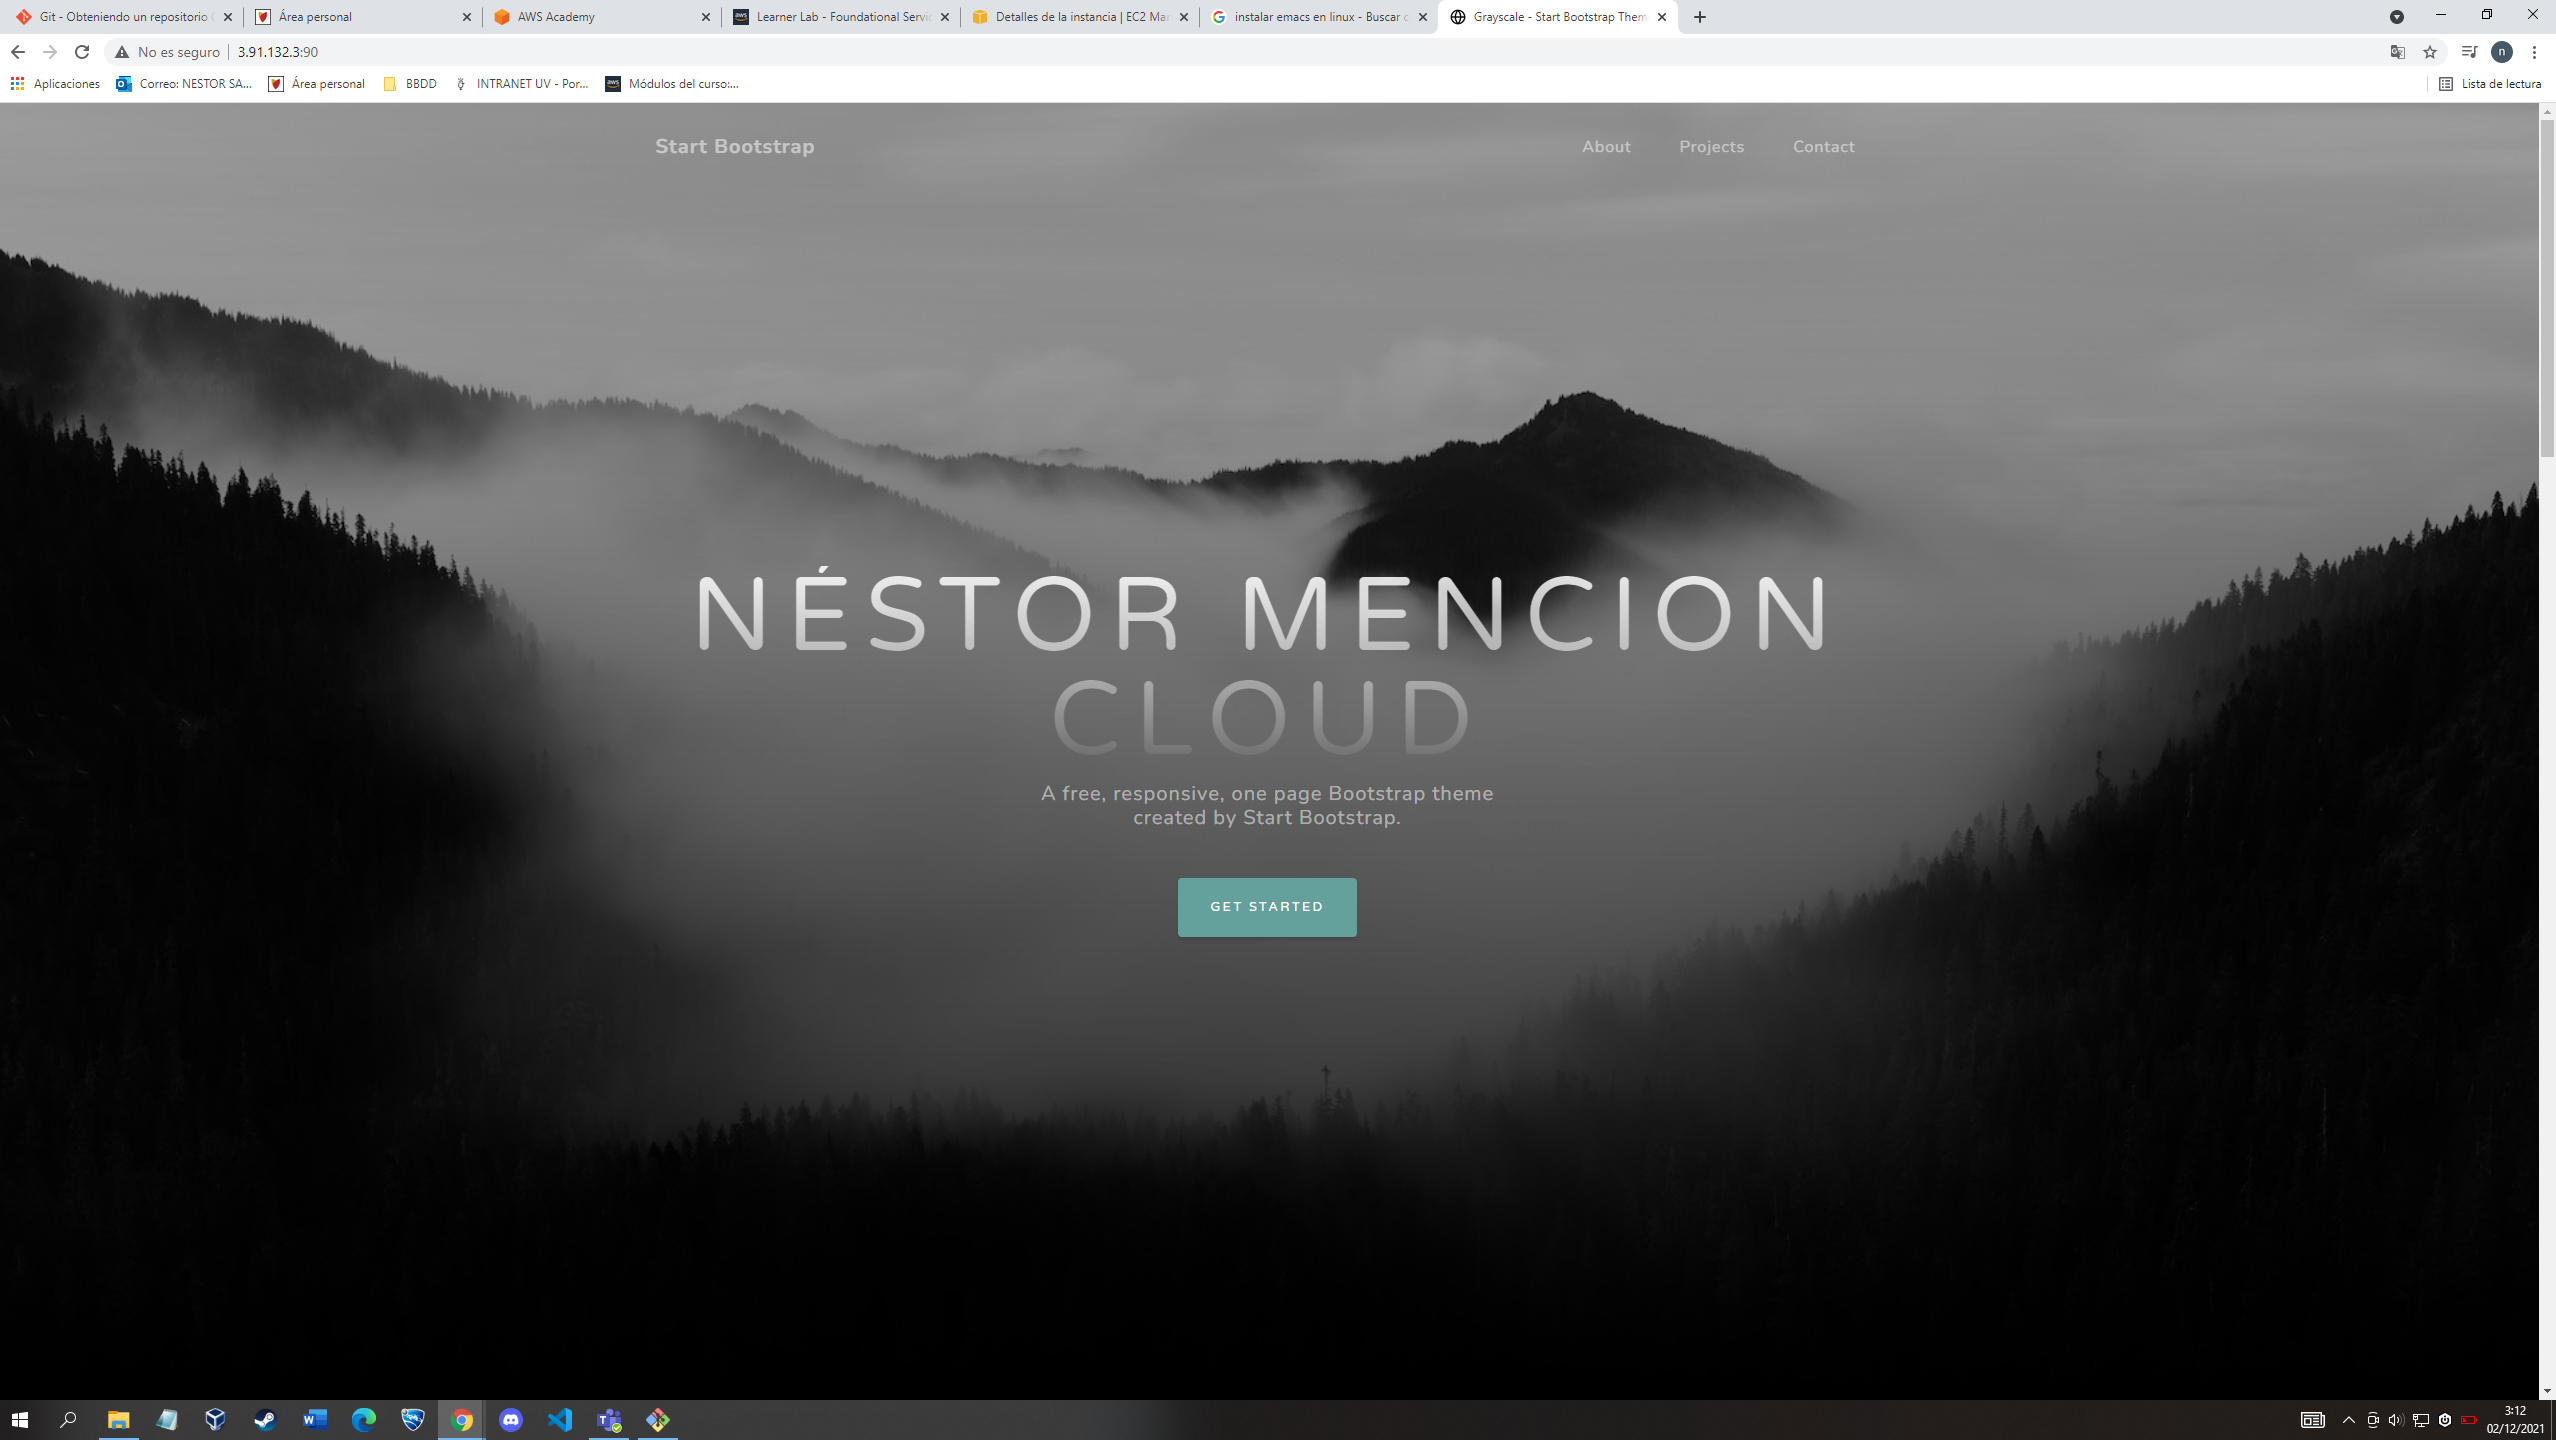 Git - Obteniendo un repositorio
Área personal
AWS Academy
Learner Lab - Foundational Servic
Detalles de la instancia | EC2 Man
instalar emacs en linux - Buscar c
Grayscale - Start Bootstrap Them
No es seguro
3.91.132.3:90
n
Aplicaciones
Correo: NESTOR SA...
Área personal
BBDD
INTRANET UV - Por...
Módulos del curso:...
Lista de lectura
Start Bootstrap
About
Projects
Contact
NÉSTOR MENCION
CLOUD
A free, responsive, one page Bootstrap theme
created by Start Bootstrap.
GET STARTED
3:12
02/12/2021